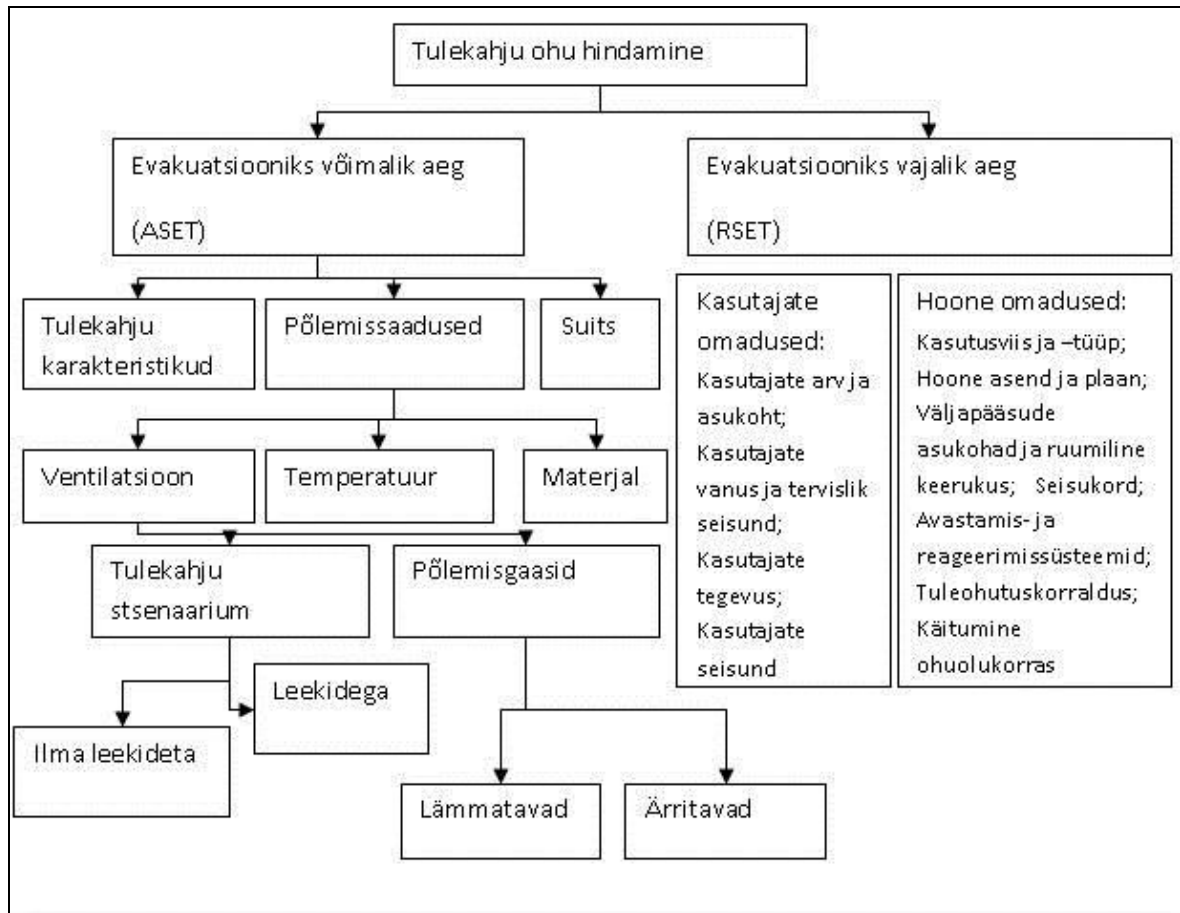 Tulekahju ohu hindamine
Evakuatsiooniks võimalik aeg
(ASET)
Evakuatsiooniks vajalik aeg
(RSET)
Tulekahju
karakteristikud
Põlemissaadused
Suits
Ventilatsioon
Temperatuur
Materjal
Tulekahju
stsenaarium
Põlemisgaasid
Leekidega
Ilma leekideta
Lämmatavad
Ärritavad
Kasutajate
omadused:
Kasutajate arv ja
asukoht;
Kasutajate
vanus ja tervislik
seisund;
Kasutajate
tegevus;
Kasutajate
seisund
Hoone omadused:
Kasutusviis ja –tüüp;
Hoone asend ja plaan;
Väljapääsude
asukohad ja ruumiline
keerukus; Seisukord;
Avastamis- ja
reageerimissüsteemid;
Tuleohutuskorraldus;
Käitumine
ohuolukorras